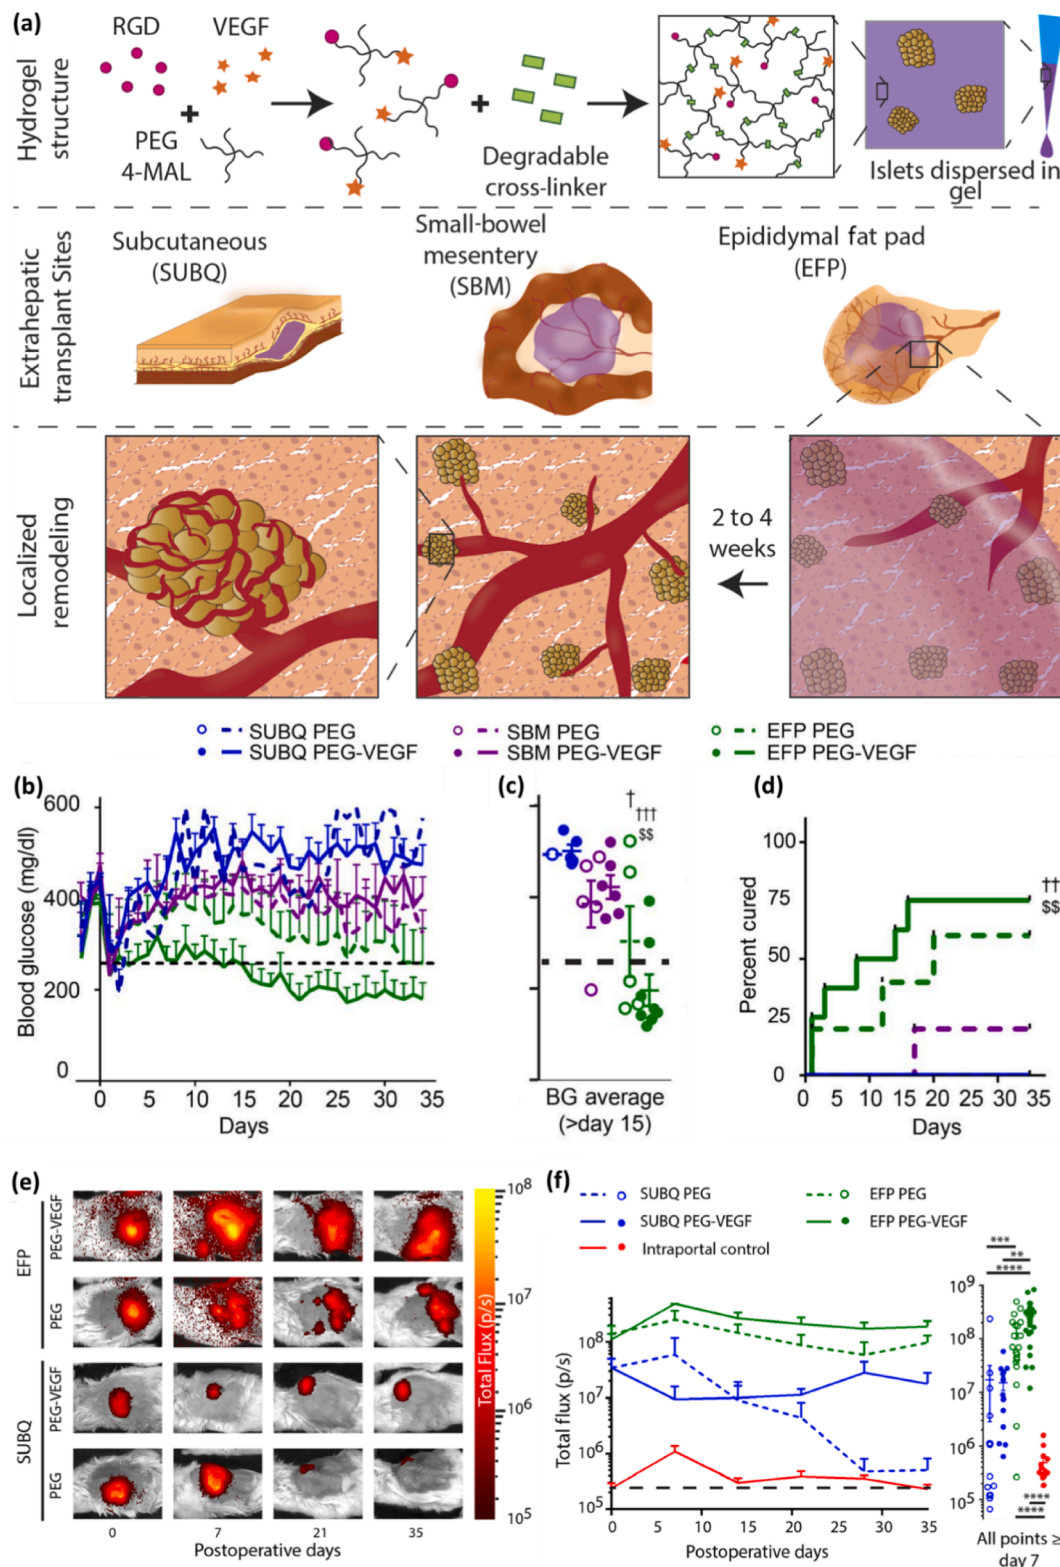 (a)
RGD
VEGF
Hydrogel
structure
+
PEG
4-MAL
+
Degradable
cross-linker
Islets dispersed in
gel
Extrahepatic
transplant Sites
Subcutaneous
(SUBQ)
Small-bowel
mesentery
(SBM)
Epididymal fat pad
(EFP)
Localized
remodeling
2 to 4
weeks
SUBQ PEG
SBM PEG
EFP PEG
SUBQ PEG-VEGF
SBM PEG-VEGF
EFP PEG-VEGF
(b)
Blood glucose (mg/dl)
600
400
200
0
0 5 10 15 20 25 30 35
Days
(c)
†
†††
$$
BG average
(>day 15)
(d)
Percent cured
100
75
50
25
0
††
$$
0 5 10 15 20 25 30 35
Days
(e)
EFP
PEG-VEGF
PEG
SUBQ
PEG-VEGF
PEG
0 7 21 35
Postoperative days
Total Flux (p/s)
10⁸
10⁷
10⁶
10⁵
(f)
SUBQ PEG
EFP PEG
SUBQ PEG-VEGF
EFP PEG-VEGF
Intraportal control
Total flux (p/s)
10⁸
10⁷
10⁶
10⁵
0 5 10 15 20 25 30 35
Postoperative days
***
**
****
10⁹
10⁸
10⁷
10⁶
10⁵
****
****
All points ≥
day 7